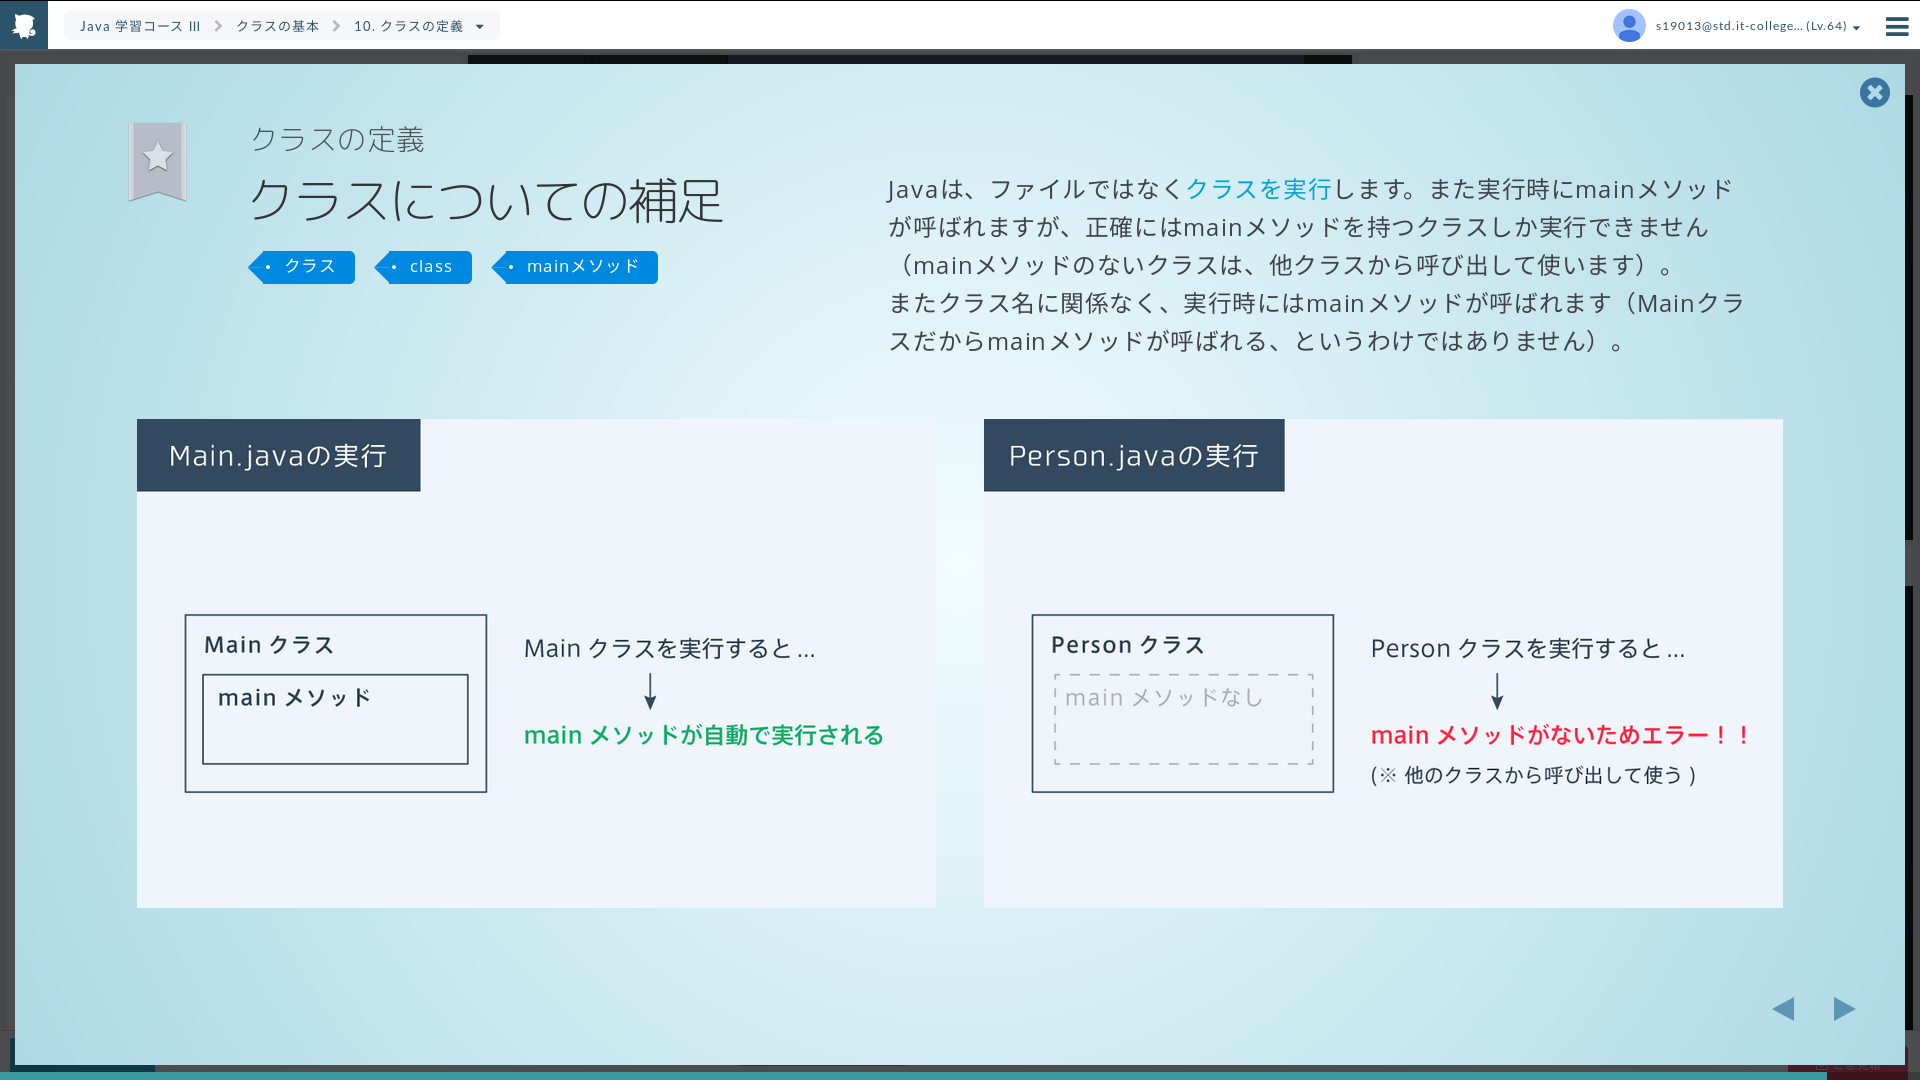 Java 学習コース III
クラスの基本
10. クラスの定義
s19013@std.it-college... (Lv.64)
クラスの定義
クラスについての補足
クラス
class
mainメソッド
Javaは、ファイルではなくクラスを実行します。また実行時にmainメソッド
が呼ばれますが、正確にはmainメソッドを持つクラスしか実行できません
（mainメソッドのないクラスは、他クラスから呼び出して使います）。
またクラス名に関係なく、実行時にはmainメソッドが呼ばれます（Mainクラ
スだからmainメソッドが呼ばれる、というわけではありません）。
Main.javaの実行
Main クラス
main メソッド
Main クラスを実行すると ...
main メソッドが自動で実行される
Person.javaの実行
Person クラス
main メソッドなし
Person クラスを実行すると ...
main メソッドがないためエラー！！
(※ 他のクラスから呼び出して使う )